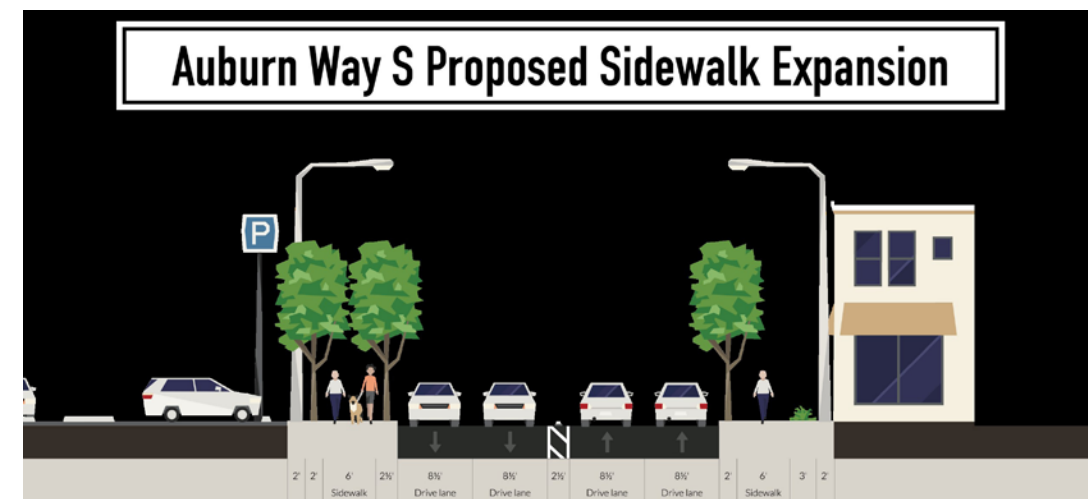 Auburn Way S Proposed Sidewalk Expansion
P
2' 2' 6' 2½' 8½' 8½' 2½' 8½' 8½' 2' 6' 3' 2'
Sidewalk Drive lane Drive lane Drive lane Drive lane Sidewalk